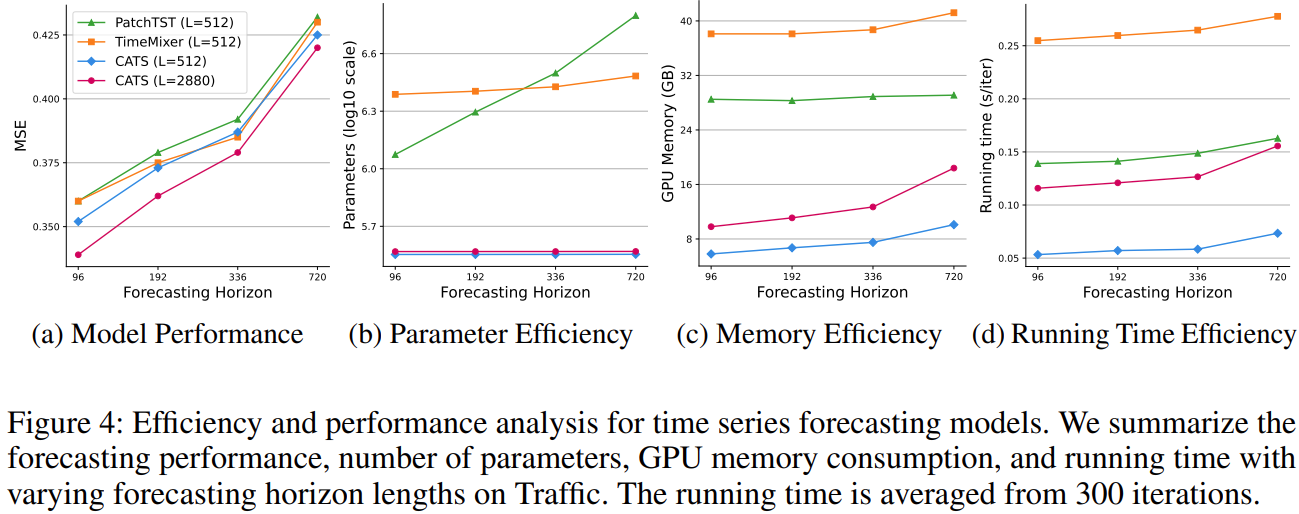 PatchTST (L=512)
TimeMixer (L=512)
CATS (L=512)
CATS (L=2880)
MSE
0.425
0.400
0.375
0.350
96
192
336
720
Forecasting Horizon
Parameters (log10 scale)
6.6
6.3
6.0
5.7
96
192
336
720
Forecasting Horizon
GPU Memory (GB)
40
32
24
16
8
96
192
336
720
Forecasting Horizon
Running time (s/iter)
0.25
0.20
0.15
0.10
0.05
96
192
336
720
Forecasting Horizon
(a) Model Performance
(b) Parameter Efficiency
(c) Memory Efficiency
(d) Running Time Efficiency
Figure 4: Efficiency and performance analysis for time series forecasting models. We summarize the
forecasting performance, number of parameters, GPU memory consumption, and running time with
varying forecasting horizon lengths on Traffic. The running time is averaged from 300 iterations.